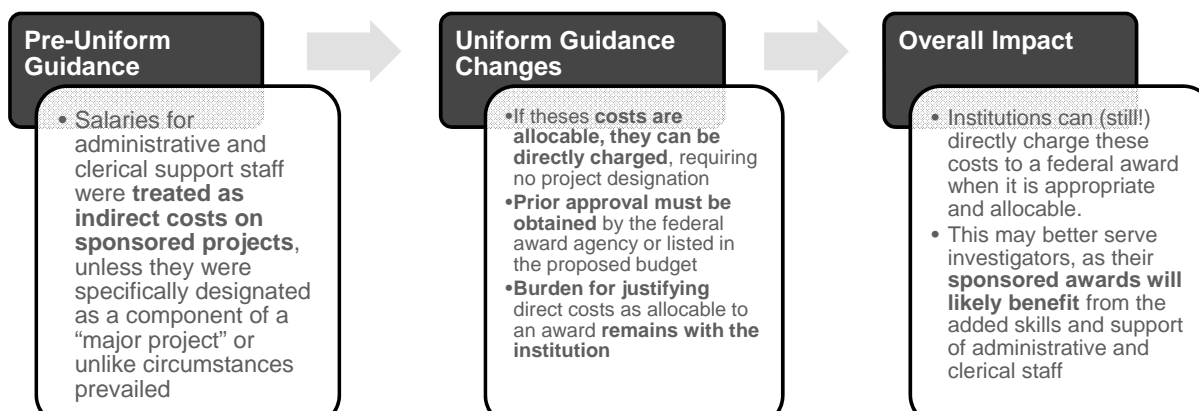 Pre-Uniform
Guidance
• Salaries for
administrative and
clerical support staff
were treated as
indirect costs on
sponsored projects,
unless they were
specifically designated
as a component of a
“major project” or
unlike circumstances
prevailed
Uniform Guidance
Changes
•If theses costs are
allocable, they can be
directly charged, requiring
no project designation
•Prior approval must be
obtained by the federal
award agency or listed in
the proposed budget
•Burden for justifying
direct costs as allocable to
an award remains with the
institution
Overall Impact
• Institutions can (still!)
directly charge these
costs to a federal award
when it is appropriate
and allocable.
• This may better serve
investigators, as their
sponsored awards will
likely benefit from the
added skills and support
of administrative and
clerical staff